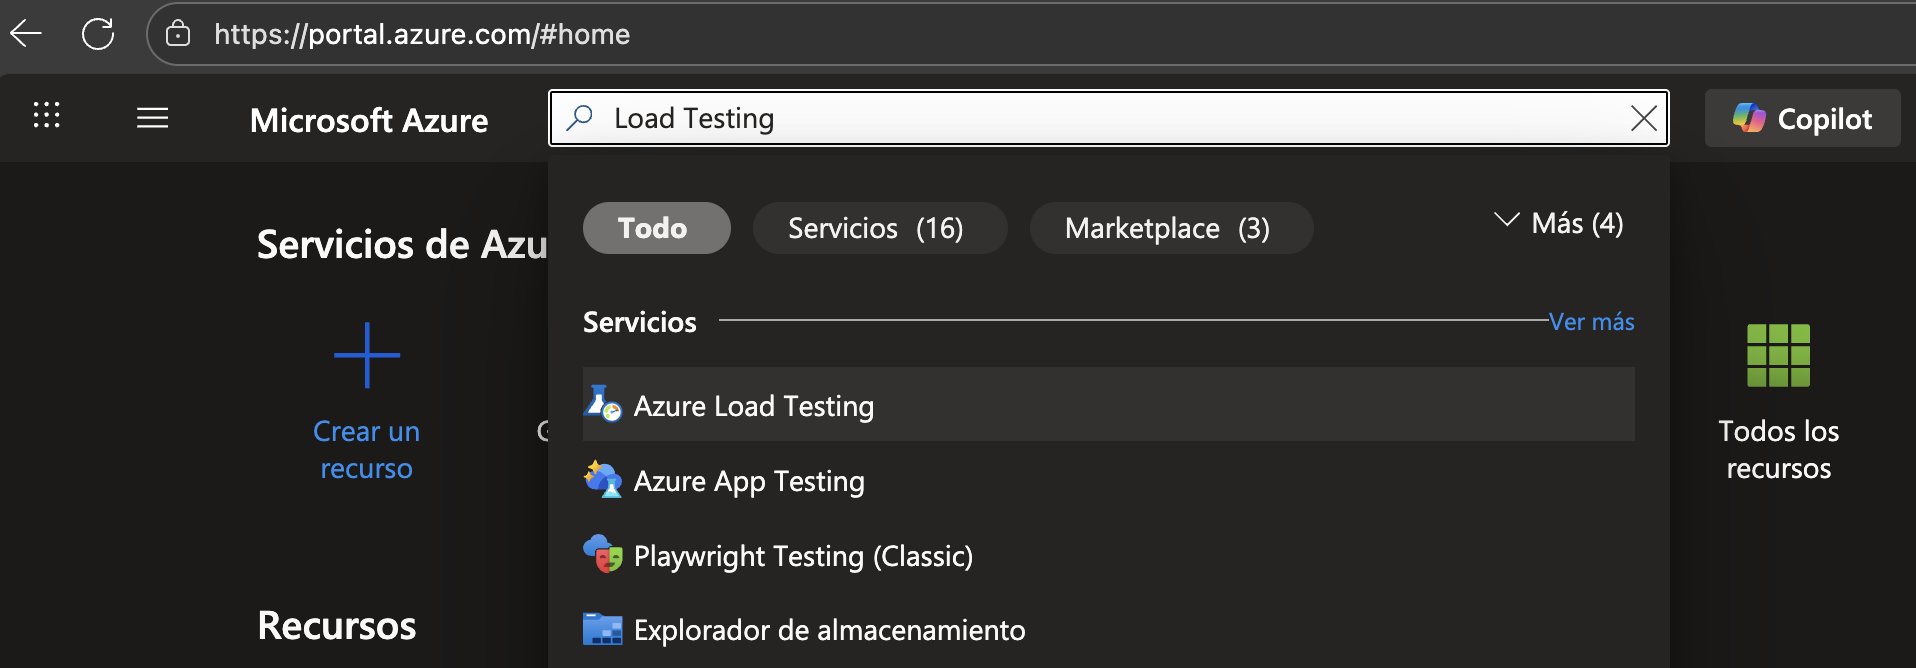 https://portal.azure.com/#home
Microsoft Azure
Load Testing
Copilot
Todo
Servicios (16)
Marketplace (3)
Más (4)
Servicios de Azu
Servicios
Ver más
Crear un
recurso
Azure Load Testing
Azure App Testing
Playwright Testing (Classic)
Explorador de almacenamiento
Todos los
recursos
Recursos